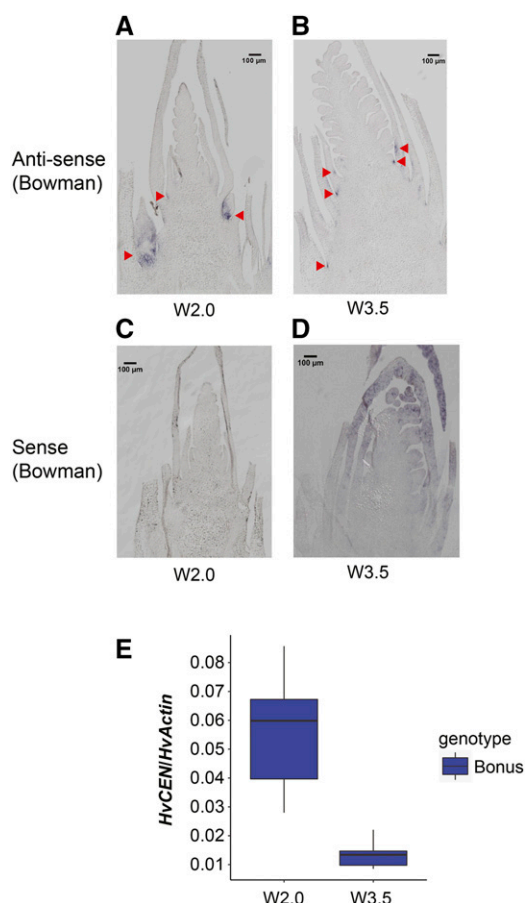 A
B
100 µm
100 µm
Anti-sense
(Bowman)
W2.0
W3.5
C
D
100 µm
100 µm
Sense
(Bowman)
W2.0
W3.5
E
HvCEN/HvActin
0.08
0.07
0.06
0.05
0.04
0.03
0.02
0.01
W2.0
W3.5
genotype
Bonus